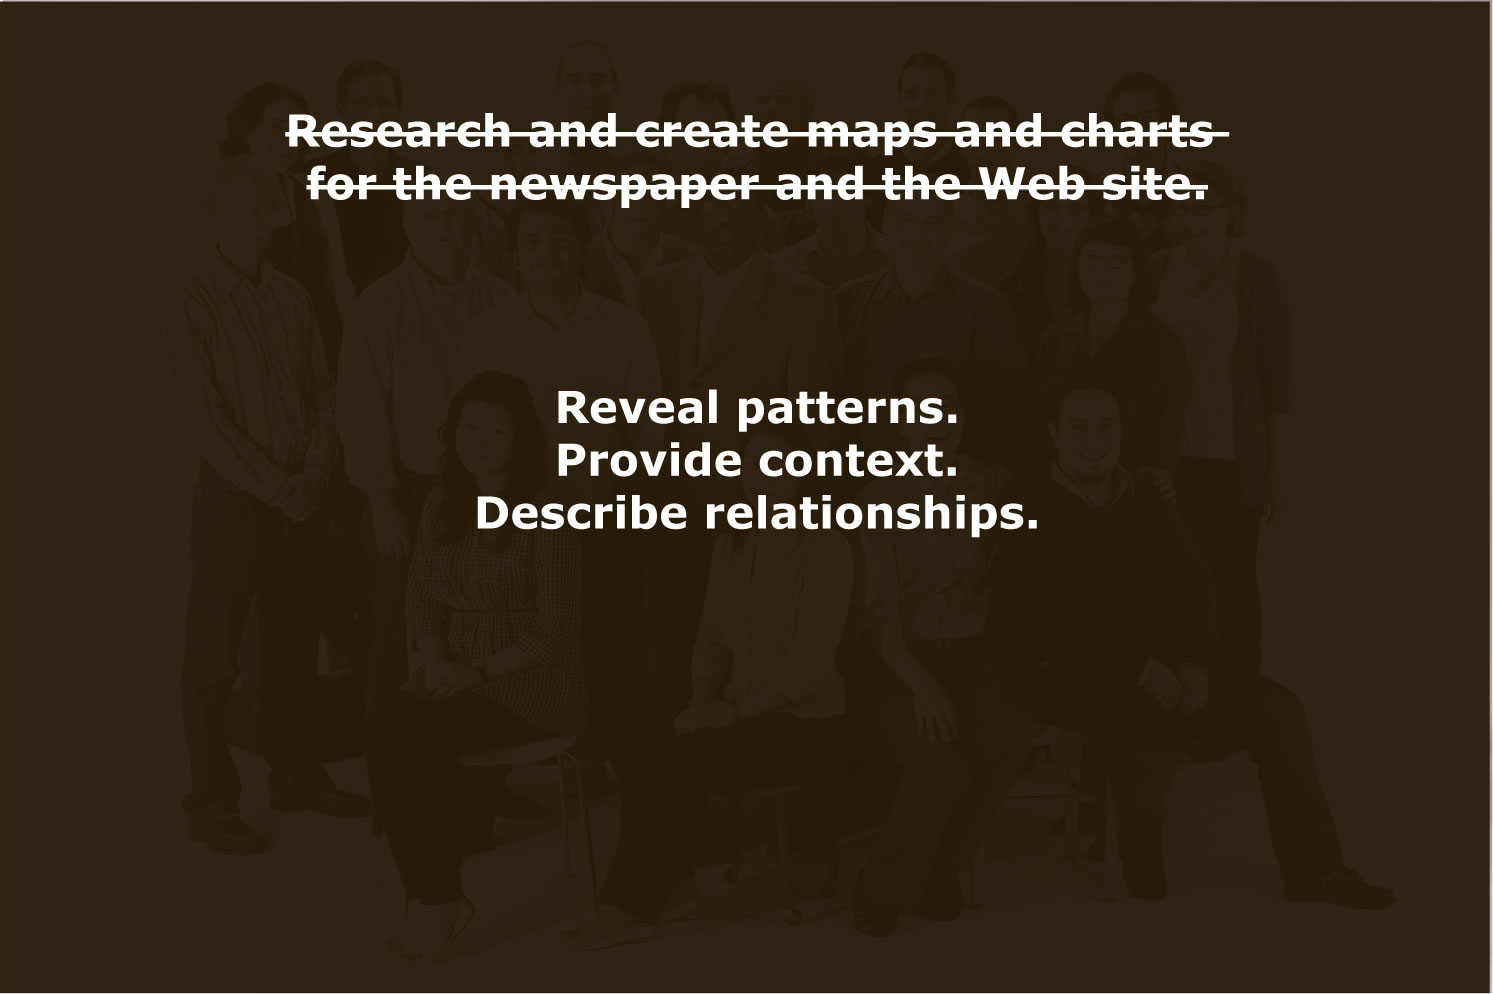 Research and create maps and charts
for the newspaper and the Web site.
Reveal patterns.
Provide context.
Describe relationships.